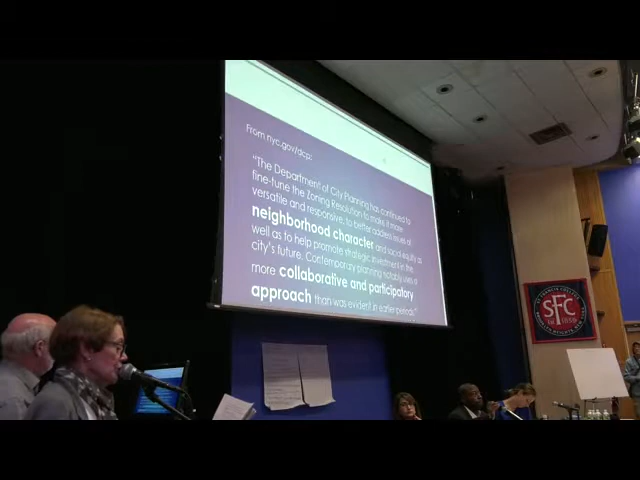 From nyc.gov/dcp:
"The Department of City Planning has continued to
fine-tune the Zoning Resolution to make it more
versatile and responsive, to better address issues of
neighborhood character and social equity as
well as to help promote strategic investment in the
city's future. Contemporary planning notably uses a
more collaborative and participatory
approach than was evident in earlier periods."
SFC
1859